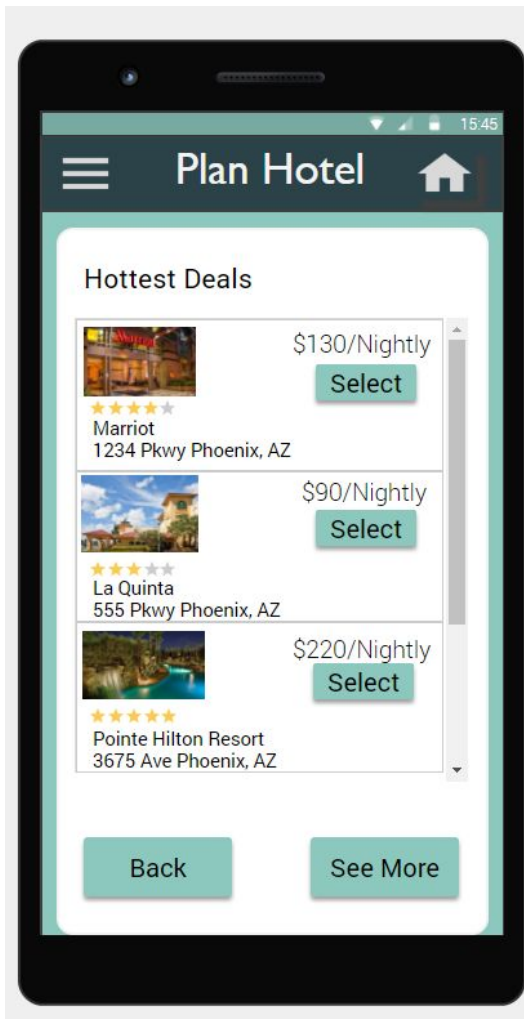 15:45
Plan Hotel
Hottest Deals
Marriott
$130/Nightly
Select
Marriot
1234 Pkwy Phoenix, AZ
$90/Nightly
Select
La Quinta
555 Pkwy Phoenix, AZ
$220/Nightly
Select
Pointe Hilton Resort
3675 Ave Phoenix, AZ
Back
See More